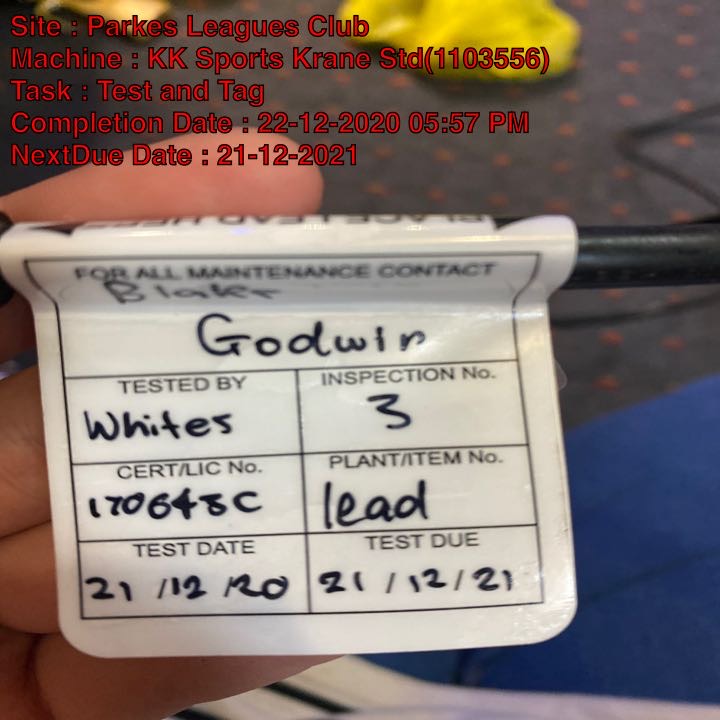 Site : Parkes Leagues Club
Machine : KK Sports Krane Std(1103556)
Task : Test and Tag
Completion Date : 22-12-2020 05:57 PM
NextDue Date : 21-12-2021
FOR ALL MAINTENANCE CONTACT
Godwin
TESTED BY
Whites
INSPECTION No.
3
CERT/LIC No.
170648C
PLANT/ITEM No.
lead
TEST DATE
21/12/20
TEST DUE
21/12/21